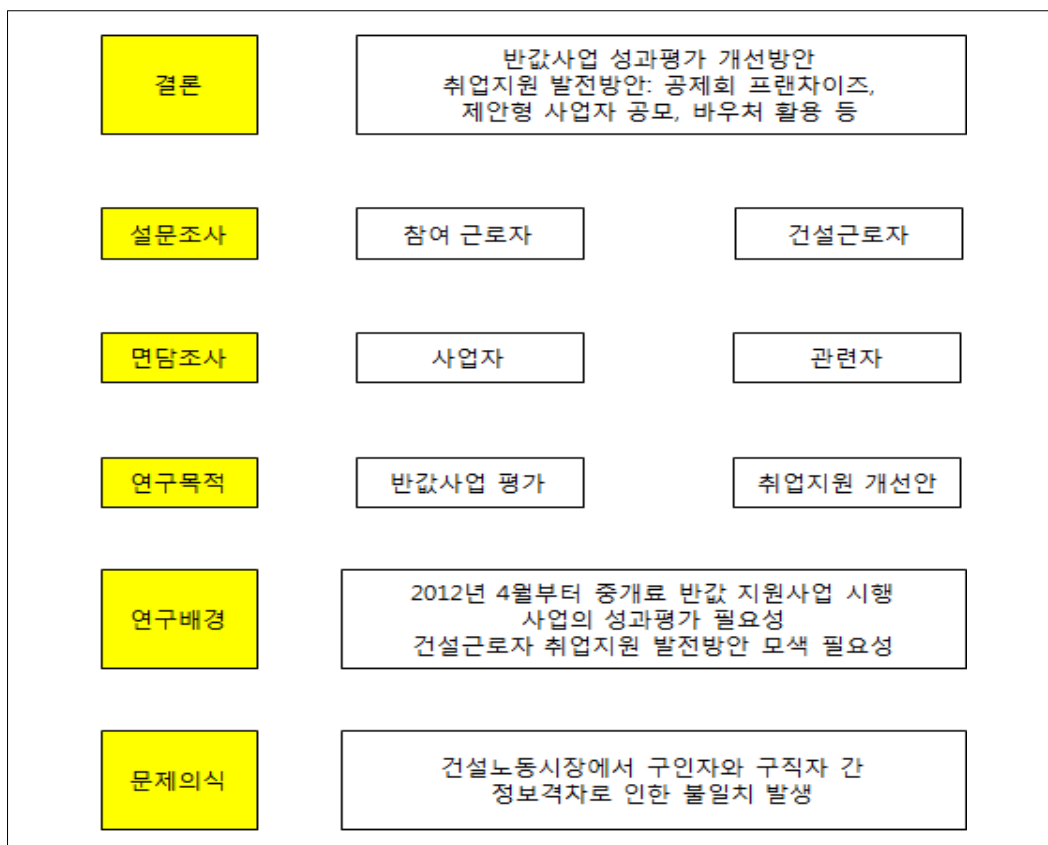 결론
반값사업 성과평가 개선방안
취업지원 발전방안: 공제회 프랜차이즈,
제안형 사업자 공모, 바우처 활용 등
설문조사
참여 근로자
건설근로자
면담조사
사업자
관련자
연구목적
반값사업 평가
취업지원 개선안
연구배경
2012년 4월부터 중개료 반값 지원사업 시행
사업의 성과평가 필요성
건설근로자 취업지원 발전방안 모색 필요성
문제의식
건설노동시장에서 구인자와 구직자 간
정보격차로 인한 불일치 발생